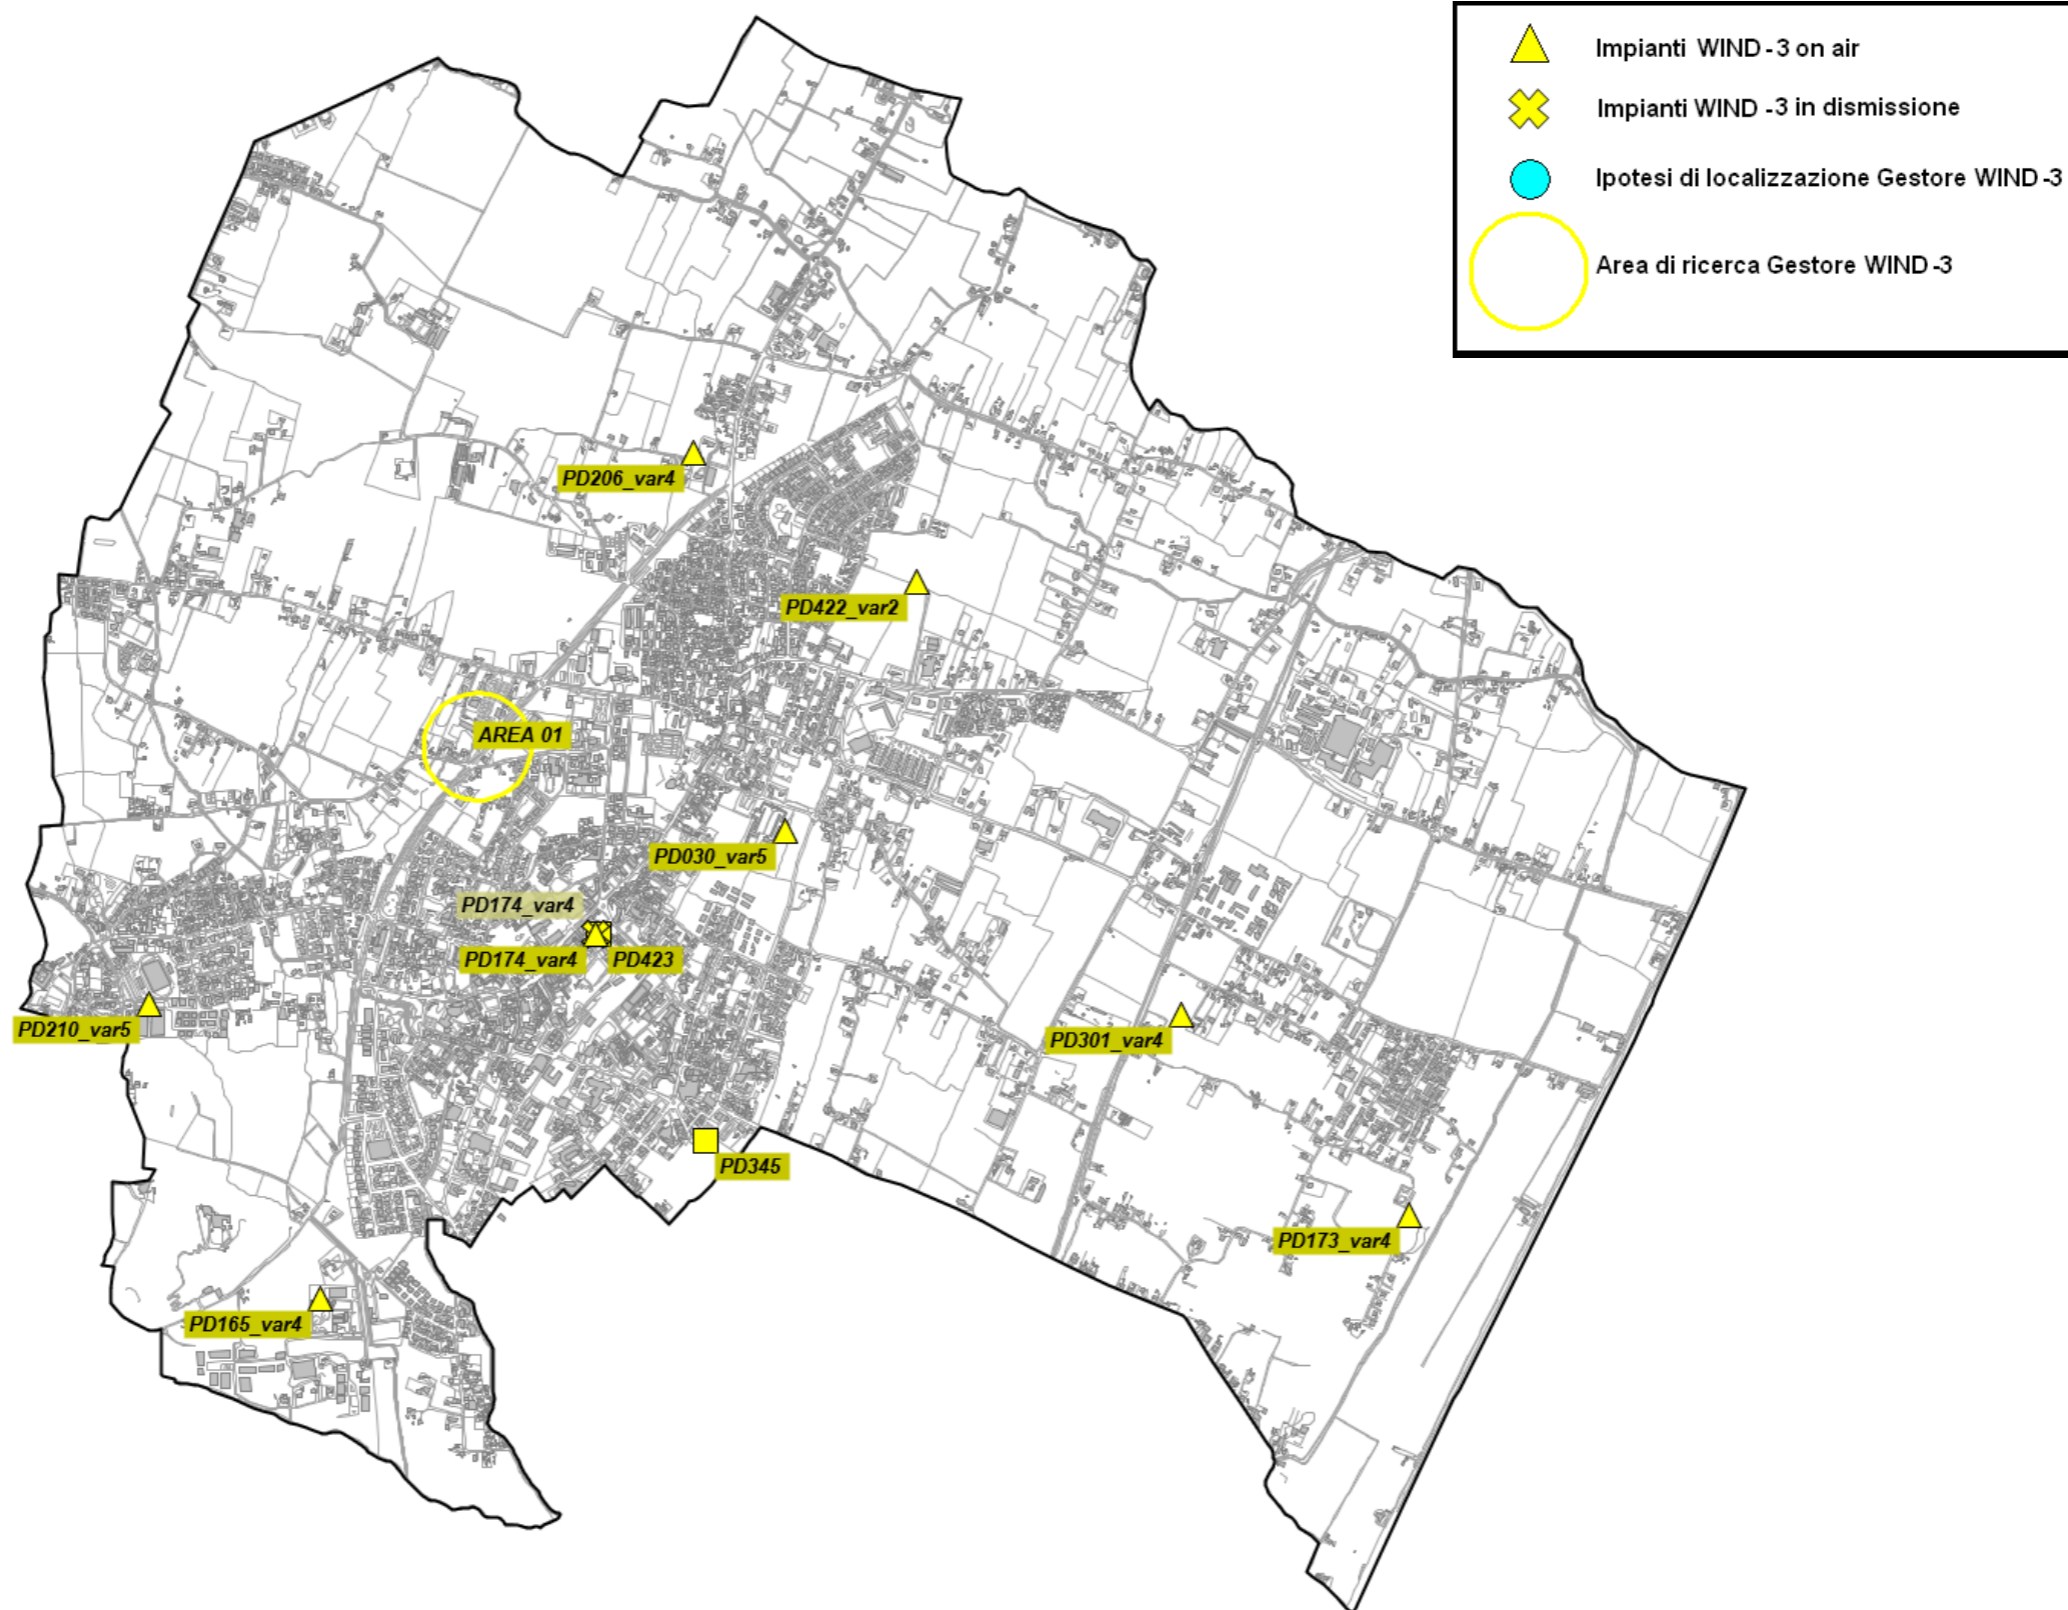 Impianti WIND -3 on air
Impianti WIND -3 in dismissione
Ipotesi di localizzazione Gestore WIND -3
Area di ricerca Gestore WIND -3
PD206_var4
PD422_var2
AREA 01
PD030_var5
PD174_var4
PD174_var4
PD423
PD210_var5
PD301_var4
PD345
PD173_var4
PD165_var4